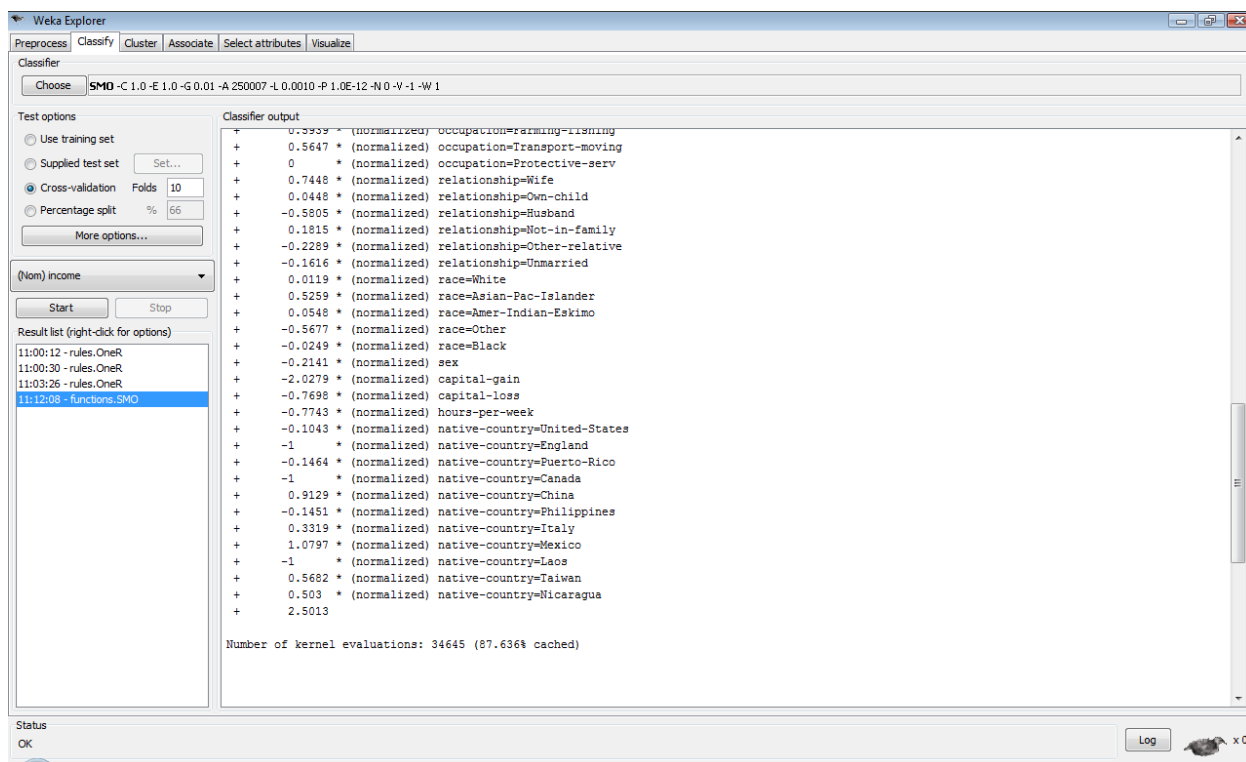 Weka Explorer
Preprocess Classify Cluster Associate Select attributes Visualize
Classifier
Choose SMO -C 1.0 -E 1.0 -G 0.01 -A 250007 -L 0.0010 -P 1.0E-12 -N 0 -V -1 -W 1
Test options
Use training set
Supplied test set Set...
Cross-validation Folds 10
Percentage split % 66
More options...
(Nom) income
Start Stop
Result list (right-click for options)
11:00:12 - rules.OneR
11:00:30 - rules.OneR
11:03:26 - rules.OneR
11:12:08 - functions.SMO
Classifier output
+ 0.5939 * (normalized) occupation=Farming-fishing
+ 0.5647 * (normalized) occupation=Transport-moving
+ 0 * (normalized) occupation=Protective-serv
+ 0.7448 * (normalized) relationship=Wife
+ 0.0448 * (normalized) relationship=Own-child
+ -0.5805 * (normalized) relationship=Husband
+ 0.1815 * (normalized) relationship=Not-in-family
+ -0.2289 * (normalized) relationship=Other-relative
+ -0.1616 * (normalized) relationship=Unmarried
+ 0.0119 * (normalized) race=White
+ 0.5259 * (normalized) race=Asian-Pac-Islander
+ 0.0548 * (normalized) race=Amer-Indian-Eskimo
+ -0.5677 * (normalized) race=Other
+ -0.0249 * (normalized) race=Black
+ -0.2141 * (normalized) sex
+ -2.0279 * (normalized) capital-gain
+ -0.7698 * (normalized) capital-loss
+ -0.7743 * (normalized) hours-per-week
+ -0.1043 * (normalized) native-country=United-States
+ -1 * (normalized) native-country=England
+ -0.1464 * (normalized) native-country=Puerto-Rico
+ -1 * (normalized) native-country=Canada
+ 0.9129 * (normalized) native-country=China
+ -0.1451 * (normalized) native-country=Philippines
+ 0.3319 * (normalized) native-country=Italy
+ 1.0797 * (normalized) native-country=Mexico
+ -1 * (normalized) native-country=Laos
+ 0.5682 * (normalized) native-country=Taiwan
+ 0.503 * (normalized) native-country=Nicaragua
+ 2.5013
Number of kernel evaluations: 34645 (87.636% cached)
Status
OK
Log
x 0